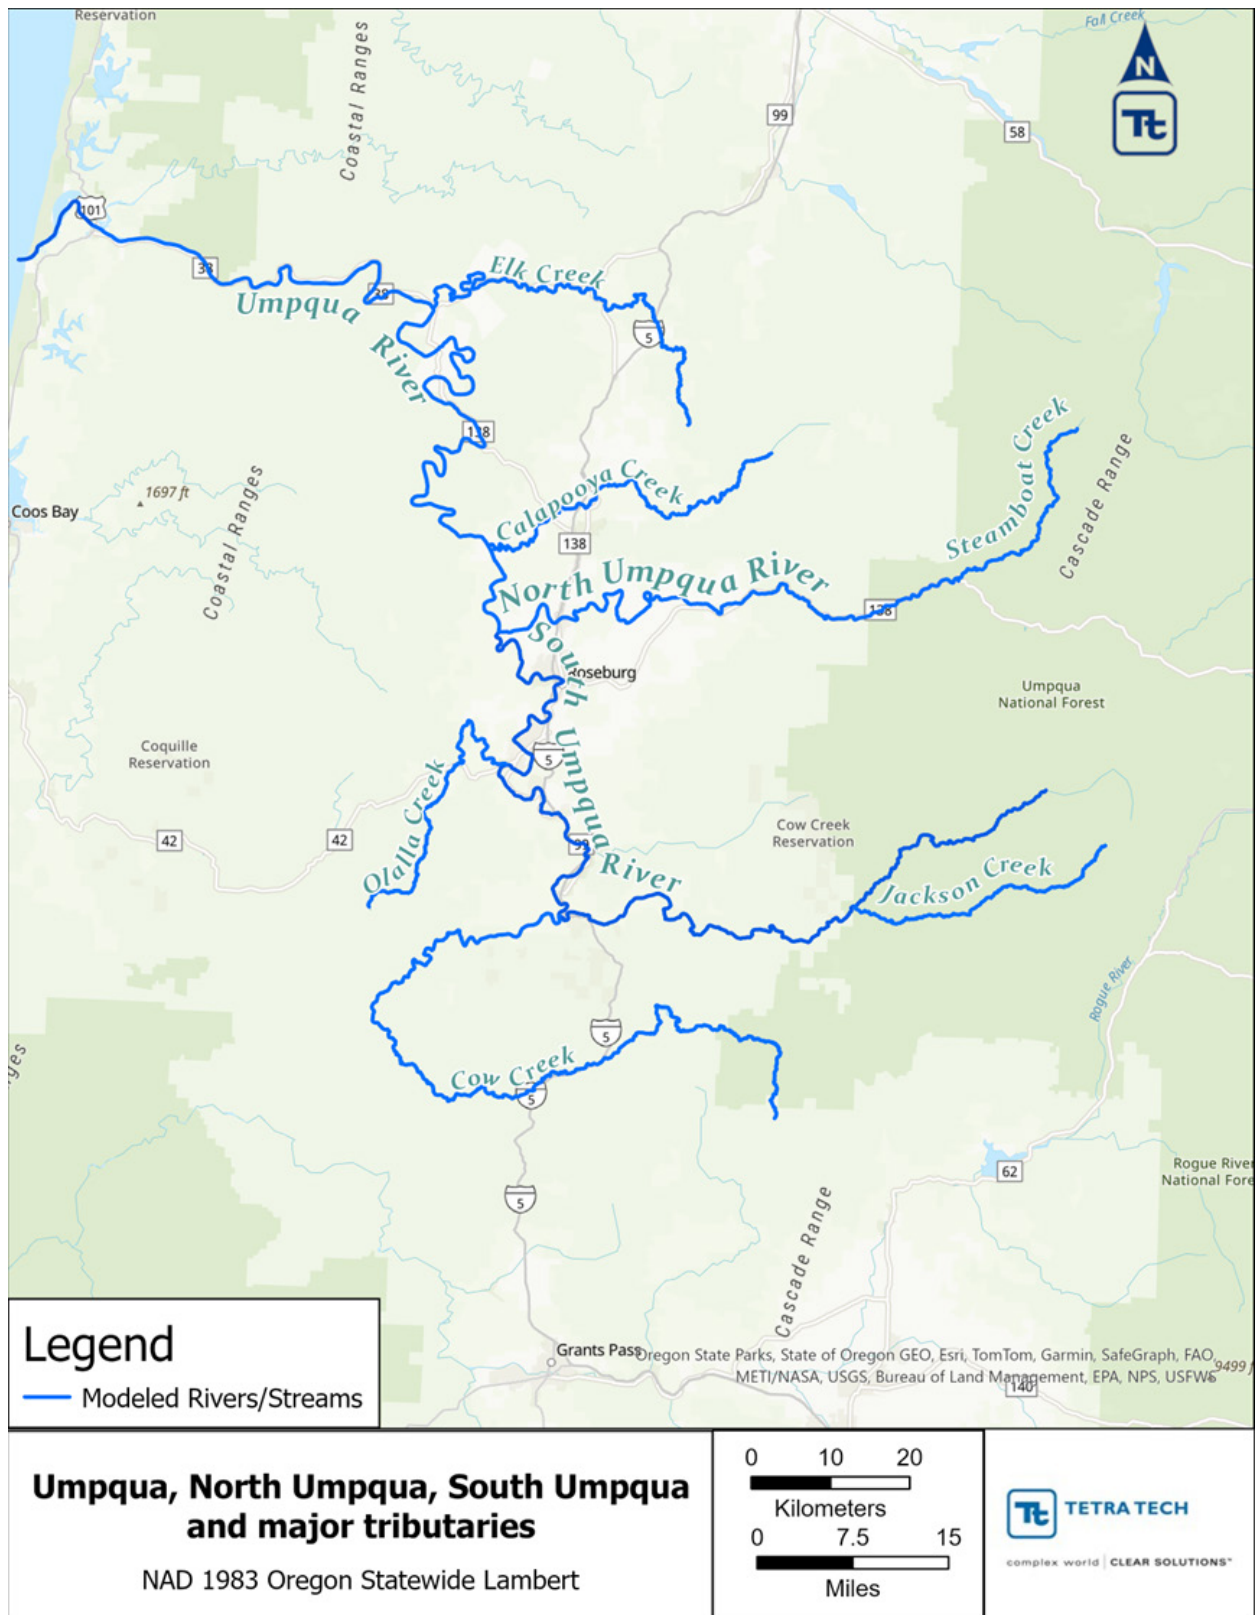 Reservation
Fall Creek
Coastal Ranges
N
Tt
99
58
101
38
Elk Creek
38
Umpqua
River
5
138
Steamboat Creek
Cascade Range
Calapooya Creek
1697 ft
Coos Bay
Coastal Ranges
138
North Umpqua River
138
South Umpqua River
Roseburg
Umpqua
National Forest
Coquille
Reservation
5
Olalla Creek
42
42
99
Cow Creek
Reservation
Jackson Creek
Rogue River
5
Cow Creek
5
5
62
Rogue River
National Fore
Cascade Range
Grants Pass
Oregon State Parks, State of Oregon GEO, Esri, TomTom, Garmin, SafeGraph, FAO,
METI/NASA, USGS, Bureau of Land Management, EPA, NPS, USFWS
9499 f
140
Legend
Modeled Rivers/Streams
Umpqua, North Umpqua, South Umpqua
and major tributaries
NAD 1983 Oregon Statewide Lambert
0 10 20
Kilometers
0 7.5 15
Miles
Tt TETRA TECH
complex world | CLEAR SOLUTIONS™